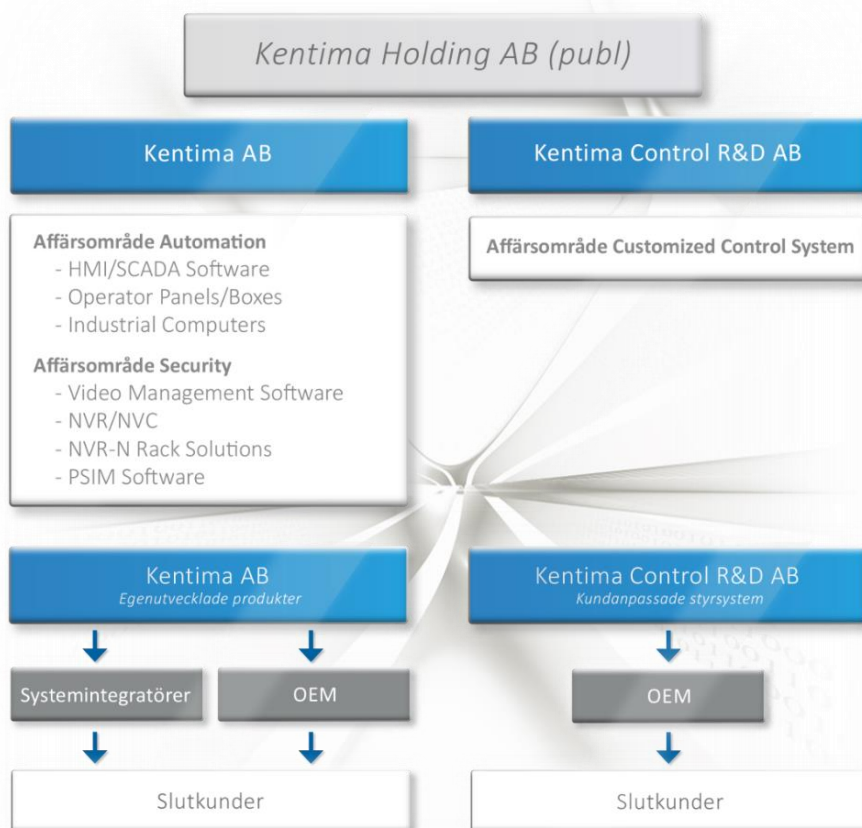 Kentima Holding AB (publ)
Kentima AB
Affärsområde Automation
- HMI/SCADA Software
- Operator Panels/Boxes
- Industrial Computers
Affärsområde Security
- Video Management Software
- NVR/NVC
- NVR-N Rack Solutions
- PSIM Software
Kentima Control R&D AB
Affärsområde Customized Control System
Kentima AB
Egenutvecklade produkter
Systemintegratörer
OEM
Slutkunder
Kentima Control R&D AB
Kundanpassade styrsystem
OEM
Slutkunder